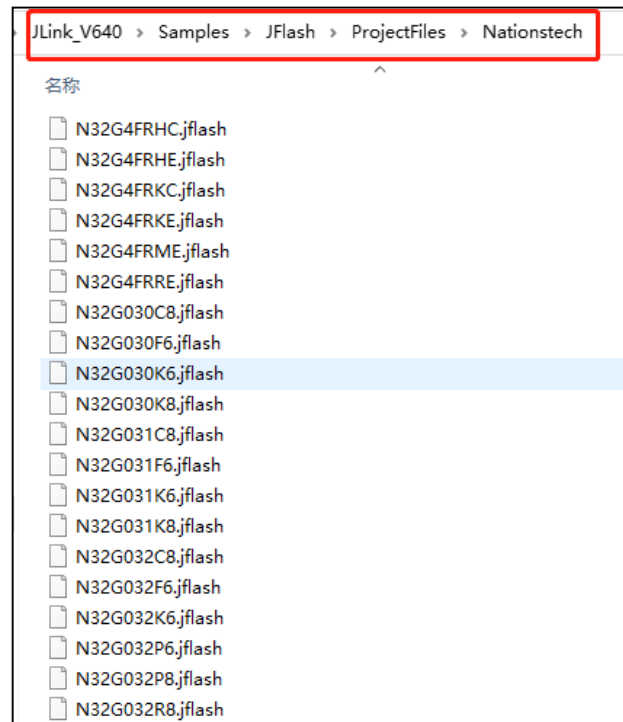 JLink_V640 › Samples › JFlash › ProjectFiles › Nationstech
名称
N32G4FRHC.jflash
N32G4FRHE.jflash
N32G4FRKC.jflash
N32G4FRKE.jflash
N32G4FRME.jflash
N32G4FRRE.jflash
N32G030C8.jflash
N32G030F6.jflash
N32G030K6.jflash
N32G030K8.jflash
N32G031C8.jflash
N32G031F6.jflash
N32G031K6.jflash
N32G031K8.jflash
N32G032C8.jflash
N32G032F6.jflash
N32G032K6.jflash
N32G032P6.jflash
N32G032P8.jflash
N32G032R8.jflash